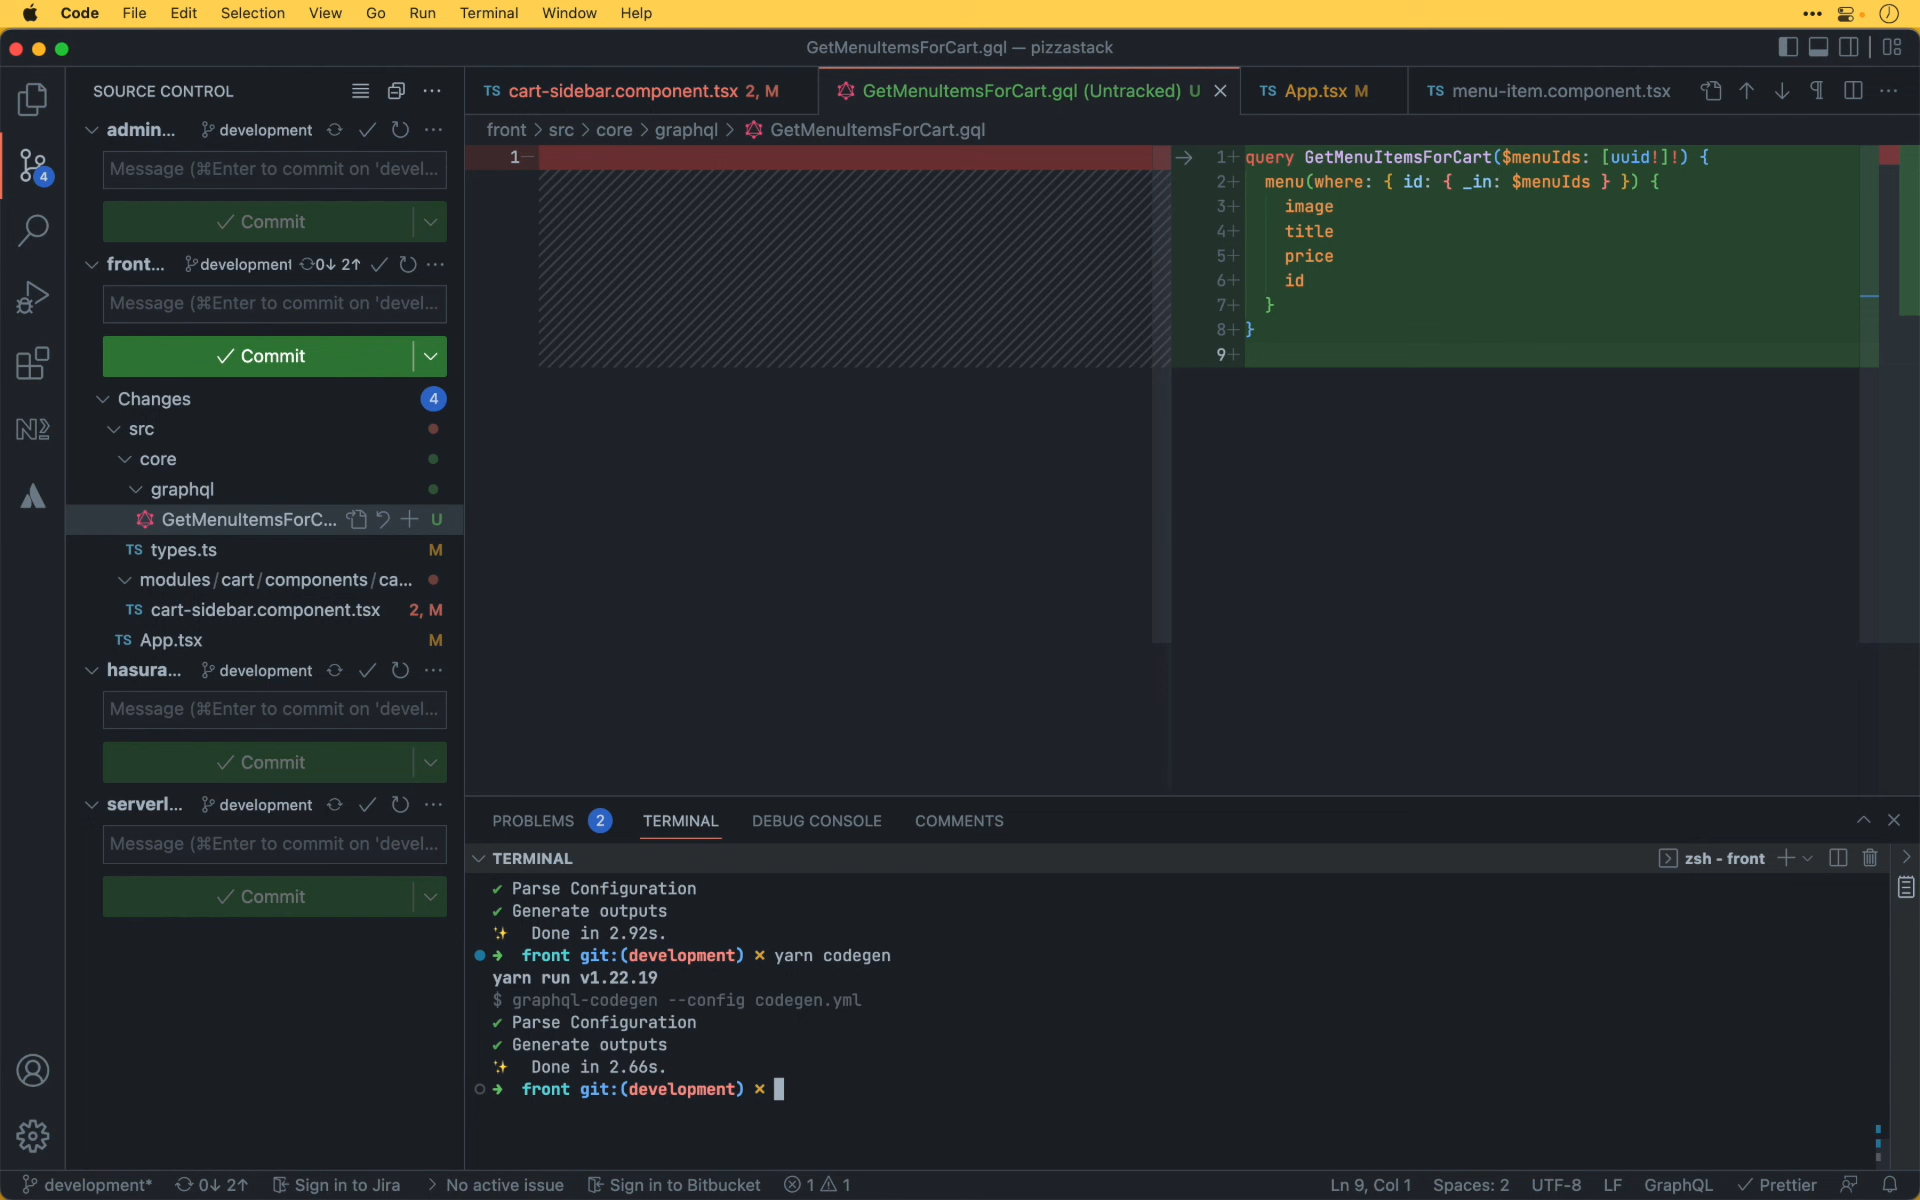 Code File Edit Selection View Go Run Terminal Window Help
GetMenuItemsForCart.gql — pizzastack
SOURCE CONTROL
admin... development
Message (⌘Enter to commit on 'devel...
Commit
front... development 0↓ 2↑
Message (⌘Enter to commit on 'devel...
Commit
Changes 4
src
core
graphql
GetMenuItemsForC... U
TS types.ts M
modules/cart/components/ca...
TS cart-sidebar.component.tsx 2, M
TS App.tsx M
hasura... development
Message (⌘Enter to commit on 'devel...
Commit
serverl... development
Message (⌘Enter to commit on 'devel...
Commit
4
TS cart-sidebar.component.tsx 2, M
GetMenuItemsForCart.gql (Untracked) U
TS App.tsx M
TS menu-item.component.tsx
front > src > core > graphql > GetMenuItemsForCart.gql
1−
1+ query GetMenuItemsForCart($menuIds: [uuid!]!) {
2+ menu(where: { id: { _in: $menuIds } }) {
3+ image
4+ title
5+ price
6+ id
7+ }
8+ }
9+
PROBLEMS 2 TERMINAL DEBUG CONSOLE COMMENTS
TERMINAL zsh - front
✔ Parse Configuration
✔ Generate outputs
✨ Done in 2.92s.
➜ front git:(development) ✗ yarn codegen
yarn run v1.22.19
$ graphql-codegen --config codegen.yml
✔ Parse Configuration
✔ Generate outputs
✨ Done in 2.66s.
➜ front git:(development) ✗
development* 0↓ 2↑ Sign in to Jira > No active issue Sign in to Bitbucket 1 1 Ln 9, Col 1 Spaces: 2 UTF-8 LF GraphQL Prettier